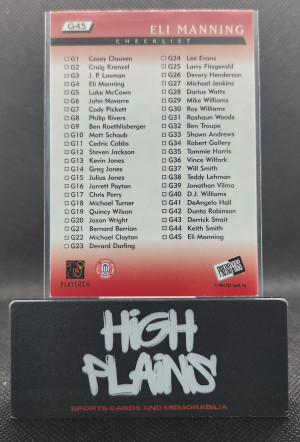 G45
ELI MANNING
CHECKLIST
G1 Casey Clausen
G2 Craig Krenzel
G3 J. P. Losman
G4 Eli Manning
G5 Luke McCown
G6 John Navarre
G7 Cody Pickett
G8 Philip Rivers
G9 Ben Roethlisberger
G10 Matt Schaub
G11 Cedric Cobbs
G12 Steven Jackson
G13 Kevin Jones
G14 Greg Jones
G15 Julius Jones
G16 Jarrett Payton
G17 Chris Perry
G18 Michael Turner
G19 Quincy Wilson
G20 Jason Wright
G21 Bernard Berrian
G22 Michael Clayton
G23 Devard Darling
G24 Lee Evans
G25 Larry Fitzgerald
G26 Devery Henderson
G27 Michael Jenkins
G28 Darius Watts
G29 Mike Williams
G30 Roy Williams
G31 Rashaun Woods
G32 Ben Troupe
G33 Shawn Andrews
G34 Robert Gallery
G35 Tommie Harris
G36 Vince Wilfork
G37 Will Smith
G38 Teddy Lehman
G39 Jonathan Vilma
G40 D.J. Williams
G41 DeAngelo Hall
G42 Dunta Robinson
G43 Derrick Strait
G44 Keith Smith
G45 Eli Manning
PLAYERS
PRESS PASS
HIGH
PLAINS
SPORTS CARDS AND MEMORABILIA